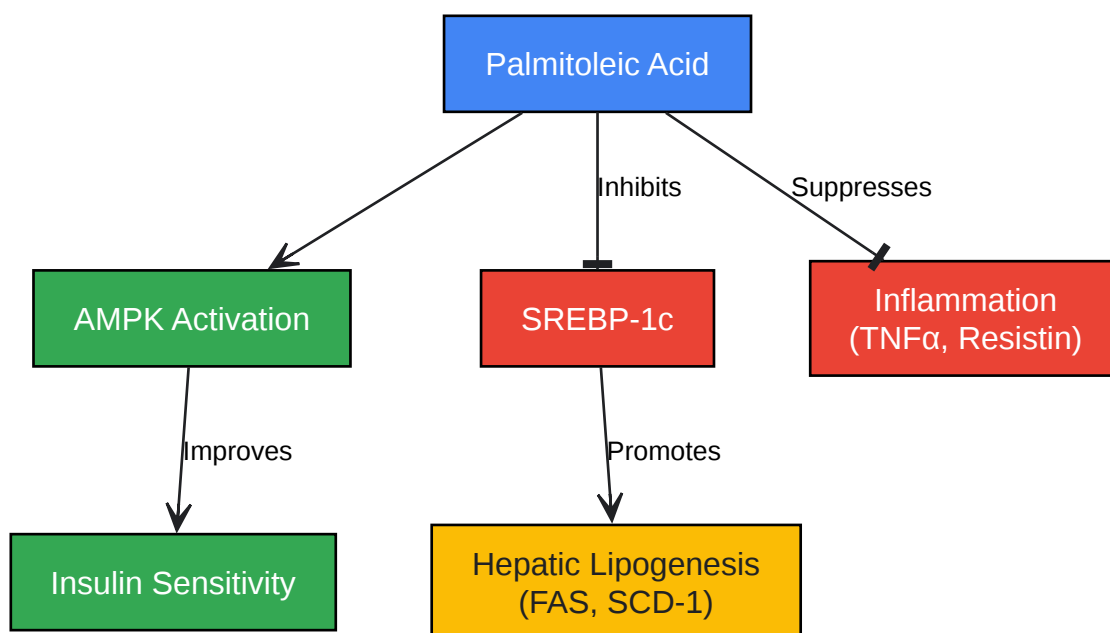 Palmitoleic Acid
Inhibits
Suppresses
AMPK Activation
SREBP-1c
Inflammation
(TNFα, Resistin)
Improves
Promotes
Insulin Sensitivity
Hepatic Lipogenesis
(FAS, SCD-1)